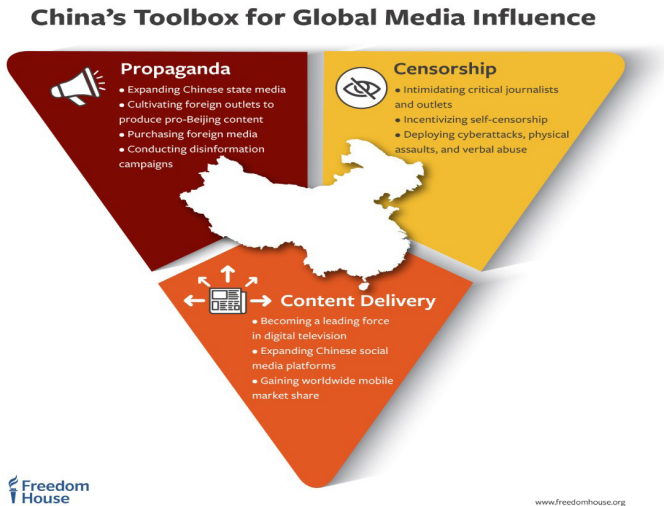 China's Toolbox for Global Media Influence
Propaganda
• Expanding Chinese state media
• Cultivating foreign outlets to
produce pro-Beijing content
• Purchasing foreign media
• Conducting disinformation
campaigns
Censorship
• Intimidating critical journalists
and outlets
• Incentivizing self-censorship
• Deploying cyberattacks, physical
assaults, and verbal abuse
Content Delivery
• Becoming a leading force
in digital television
• Expanding Chinese social
media platforms
• Gaining worldwide mobile
market share
Freedom
House
www.freedomhouse.org